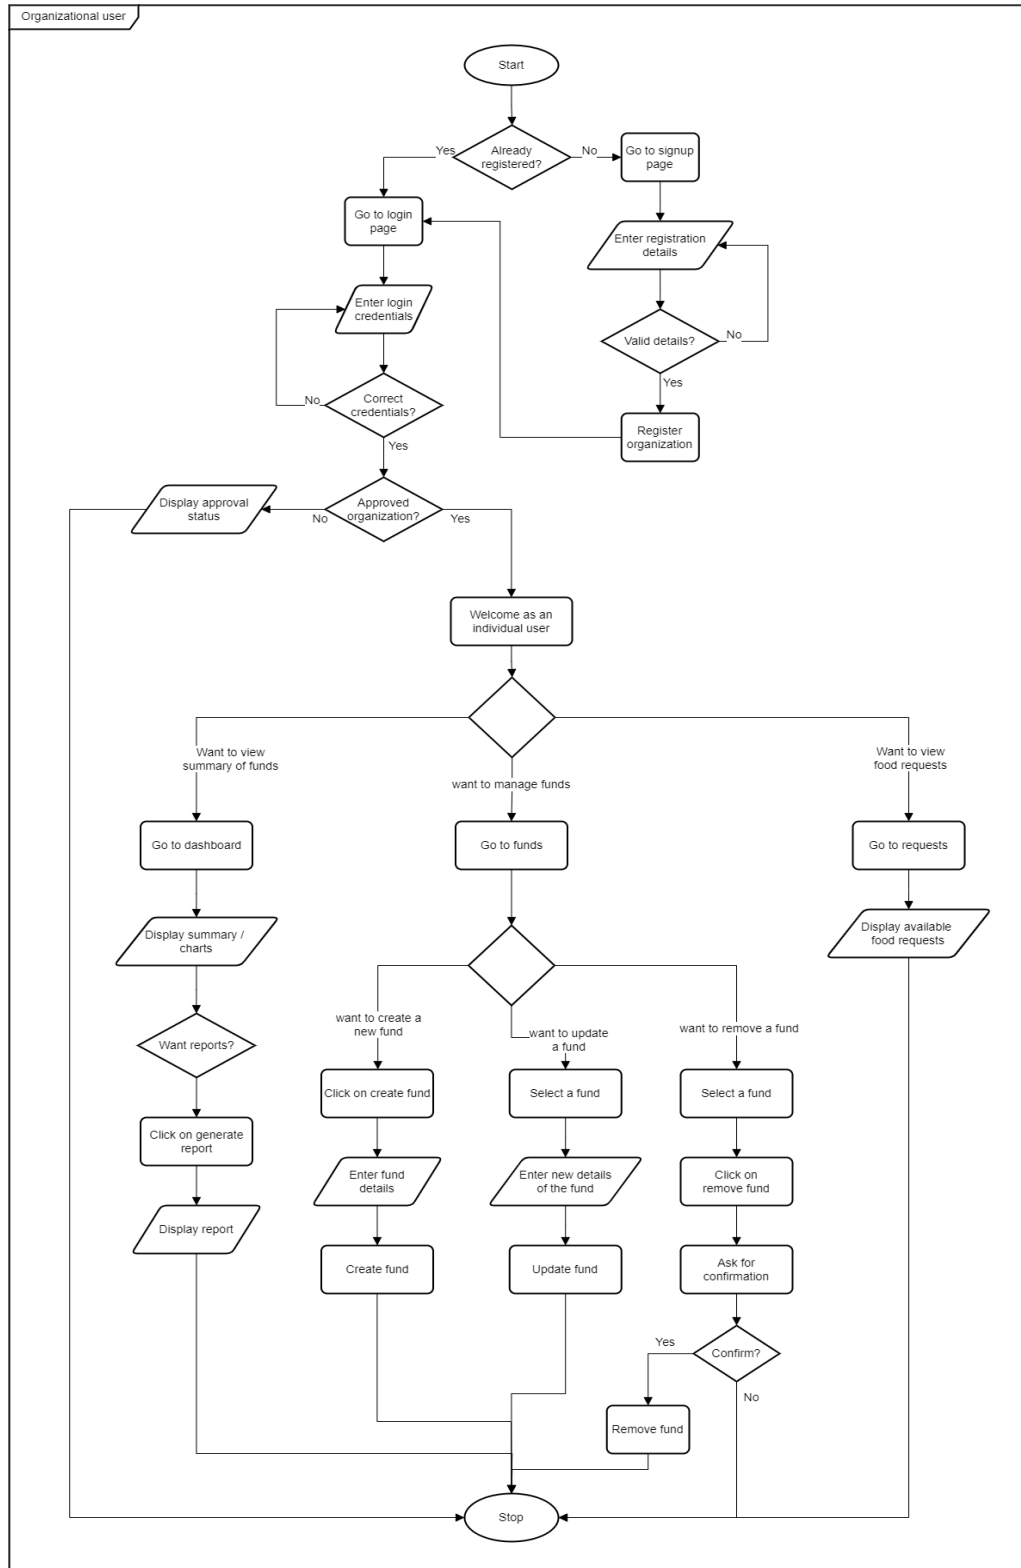 Organizational user
Start
Already
registered?
Yes
No
Go to signup
page
Go to login
page
Enter registration
details
Enter login
credentials
Valid details?
No
Yes
Correct
credentials?
No
Yes
Register
organization
Display approval
status
No
Approved
organization?
Yes
Welcome as an
individual user
Want to view
summary of funds
want to manage funds
Want to view
food requests
Go to dashboard
Go to funds
Go to requests
Display summary /
charts
Display available
food requests
want to create a
new fund
want to update
a fund
want to remove a fund
Want reports?
Click on create fund
Select a fund
Select a fund
Click on generate
report
Enter fund
details
Enter new details
of the fund
Click on
remove fund
Display report
Create fund
Update fund
Ask for
confirmation
Yes
Confirm?
No
Remove fund
Stop